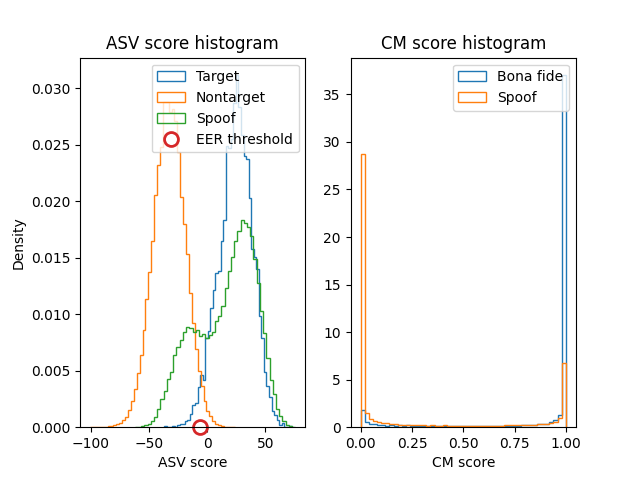 ASV score histogram
Target
Nontarget
Spoof
EER threshold
0.030
0.025
0.020
0.015
0.010
0.005
0.000
Density
−100
−50
0
50
ASV score
CM score histogram
Bona fide
Spoof
35
30
25
20
15
10
5
0
0.00
0.25
0.50
0.75
1.00
CM score